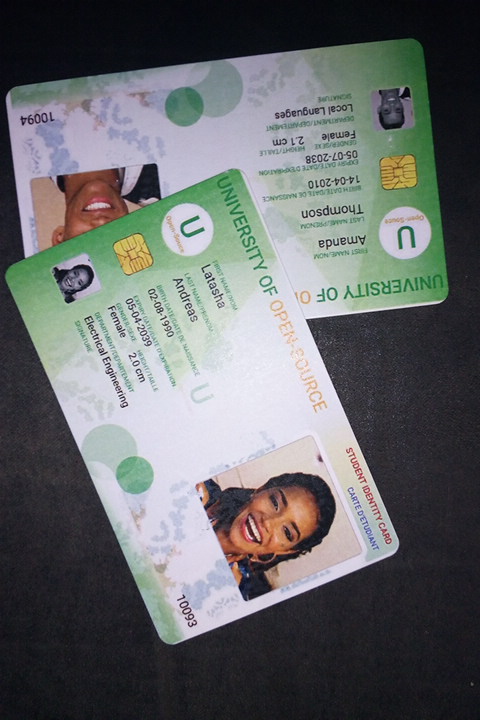 UNIVERSITY OF OPEN-SOURCE
U
Open-Source
FIRST NAME/NOM
Latasha
LAST NAME/PRENOM
Andreas
BIRTH DATE/DATE DE NAISSANCE
02-08-1990
EXPIRY DATE/DATE D'EXPIRATION
05-04-2039
GENDER/SEXE HEIGHT/TAILLE
Female 2.0 cm
DEPARTMENT/DEPARTEMENT
Electrical Engineering
SIGNATURE
U
STUDENT IDENTITY CARD
CARTE D'ETUDIANT
10093
UNIVERSITY OF
U
Open-Source
FIRST NAME/NOM
Amanda
LAST NAME/PRENOM
Thompson
BIRTH DATE/DATE DE NAISSANCE
14-04-2010
EXPIRY DATE/DATE D'EXPIRATION
05-07-2038
GENDER/SEXE HEIGHT/TAILLE
Female 2.1 cm
DEPARTMENT/DEPARTEMENT
Local Languages
SIGNATURE
10094